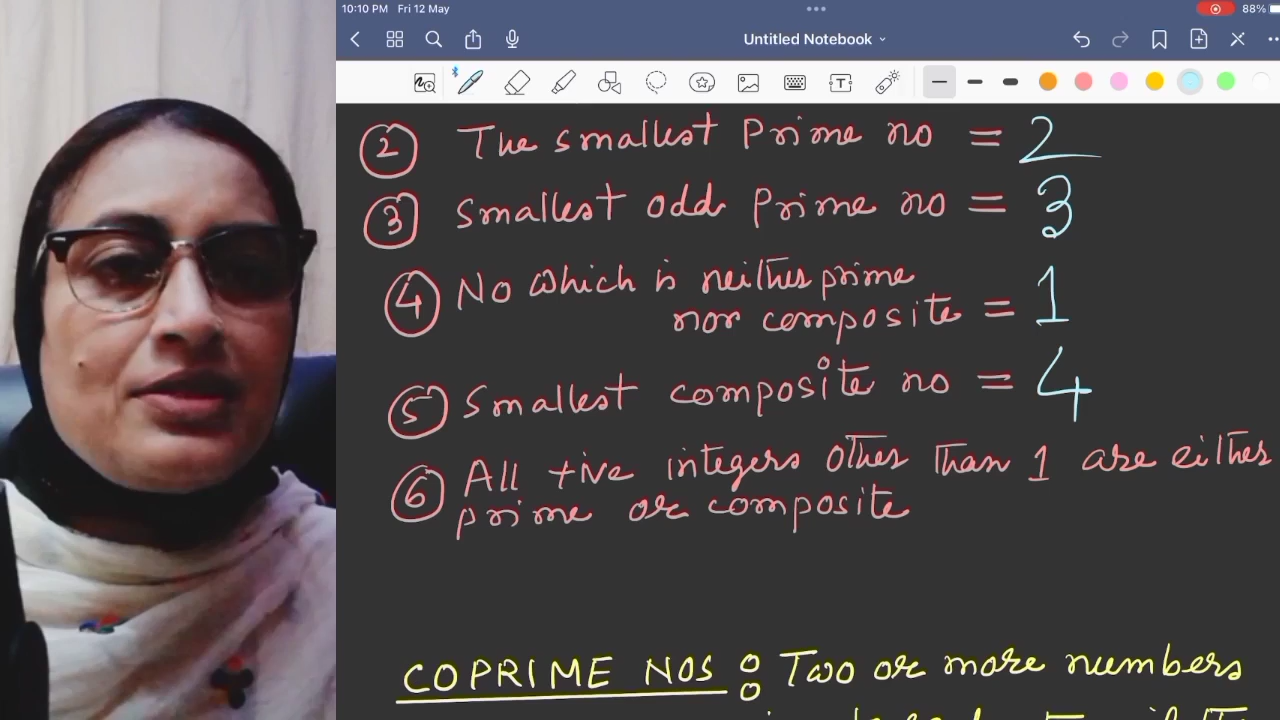 10:10 PM Fri 12 May
88%
Untitled Notebook
② The smallest Prime no = 2
③ Smallest odd Prime no = 3
④ No which is neither prime
nor composite = 1
⑤ Smallest composite no = 4
⑥ All +ive integers other than 1 are either
prime or composite
COPRIME NOS : Two or more numbers